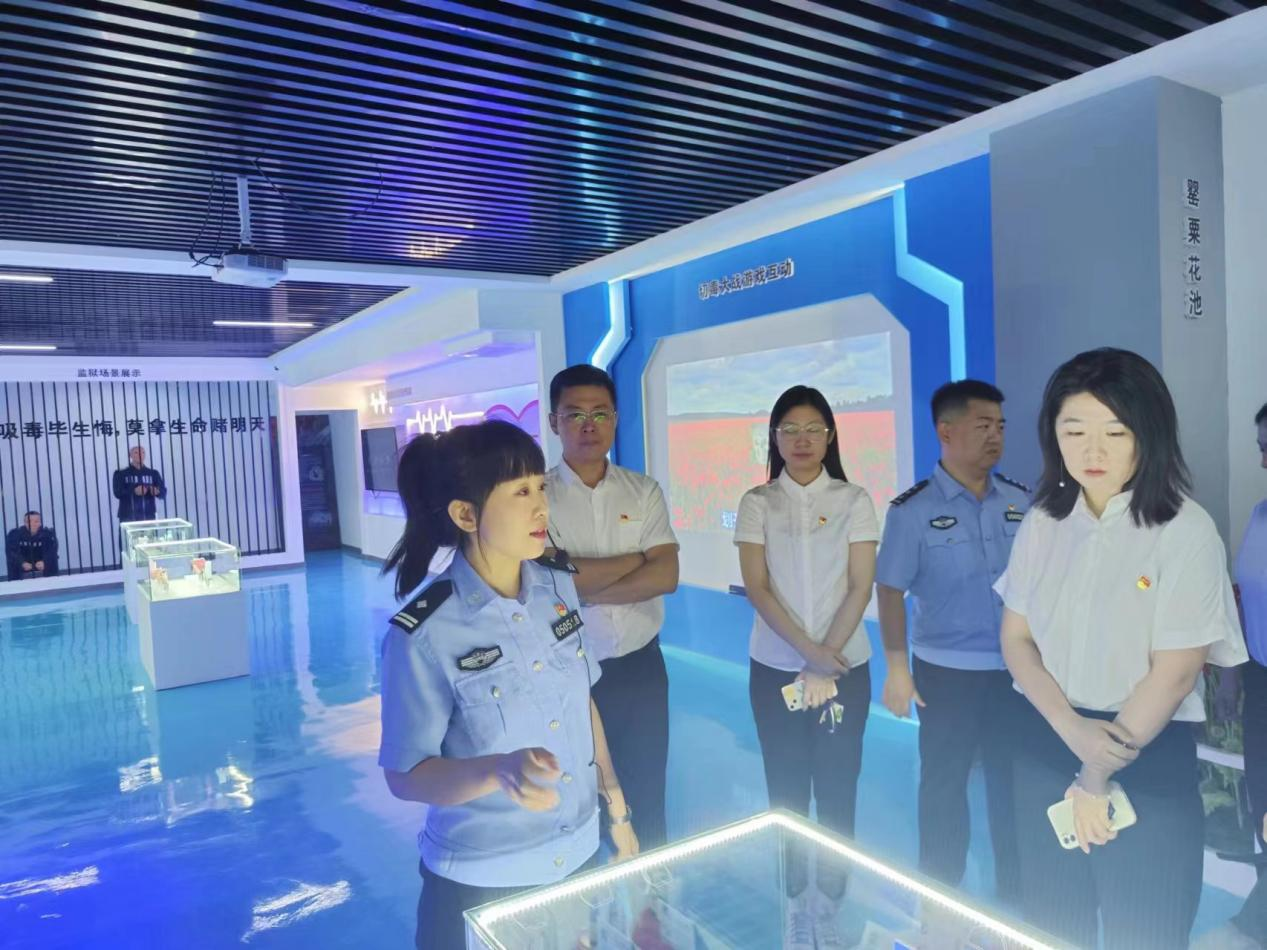 监狱场景展示
吸毒毕生悔,莫拿生命赌明天
切毒大战游戏互动
罂粟花池